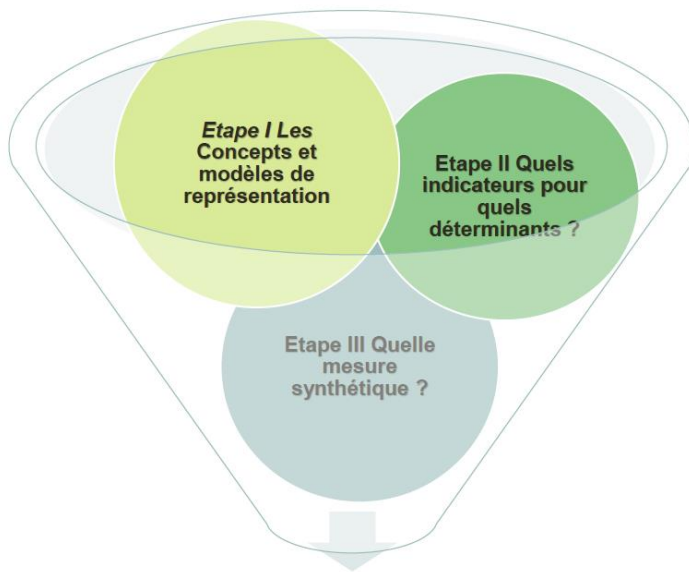 Etape I Les
Concepts et
modèles de
représentation
Etape II Quels
indicateurs pour
quels
déterminants ?
Etape III Quelle
mesure
synthétique ?